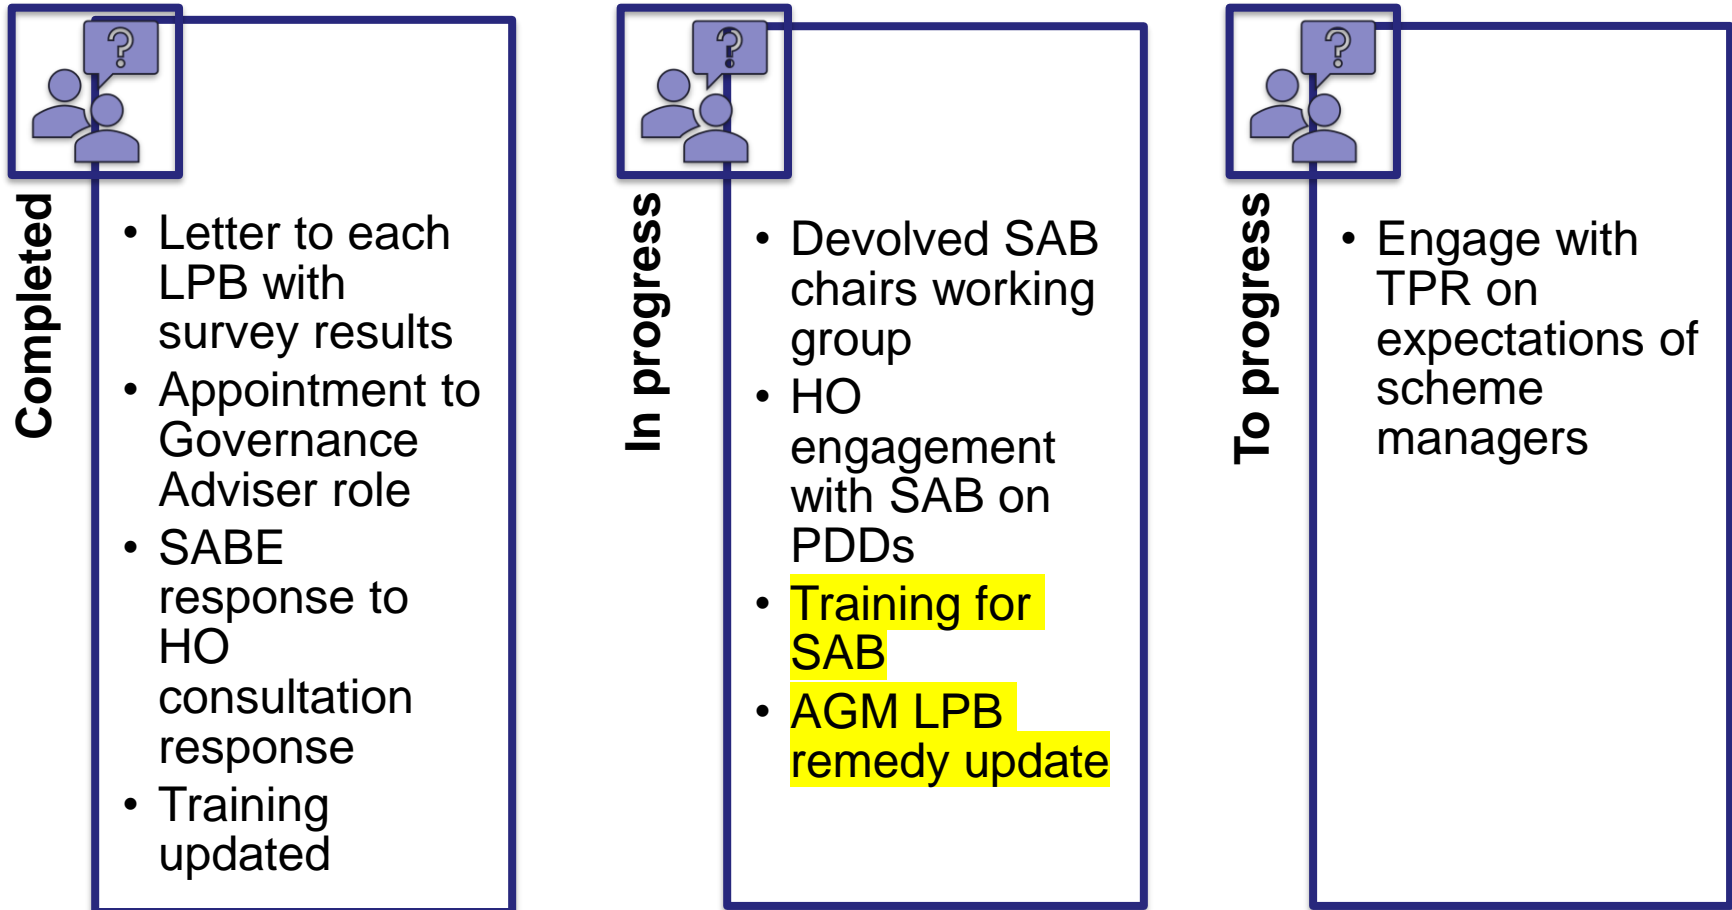 Completed
• Letter to each
LPB with
survey results
• Appointment to
Governance
Adviser role
• SABE
response to
HO
consultation
response
• Training
updated
In progress
• Devolved SAB
chairs working
group
• HO
engagement
with SAB on
PDDs
• Training for
SAB
• AGM LPB
remedy update
To progress
• Engage with
TPR on
expectations of
scheme
managers
?
?
?